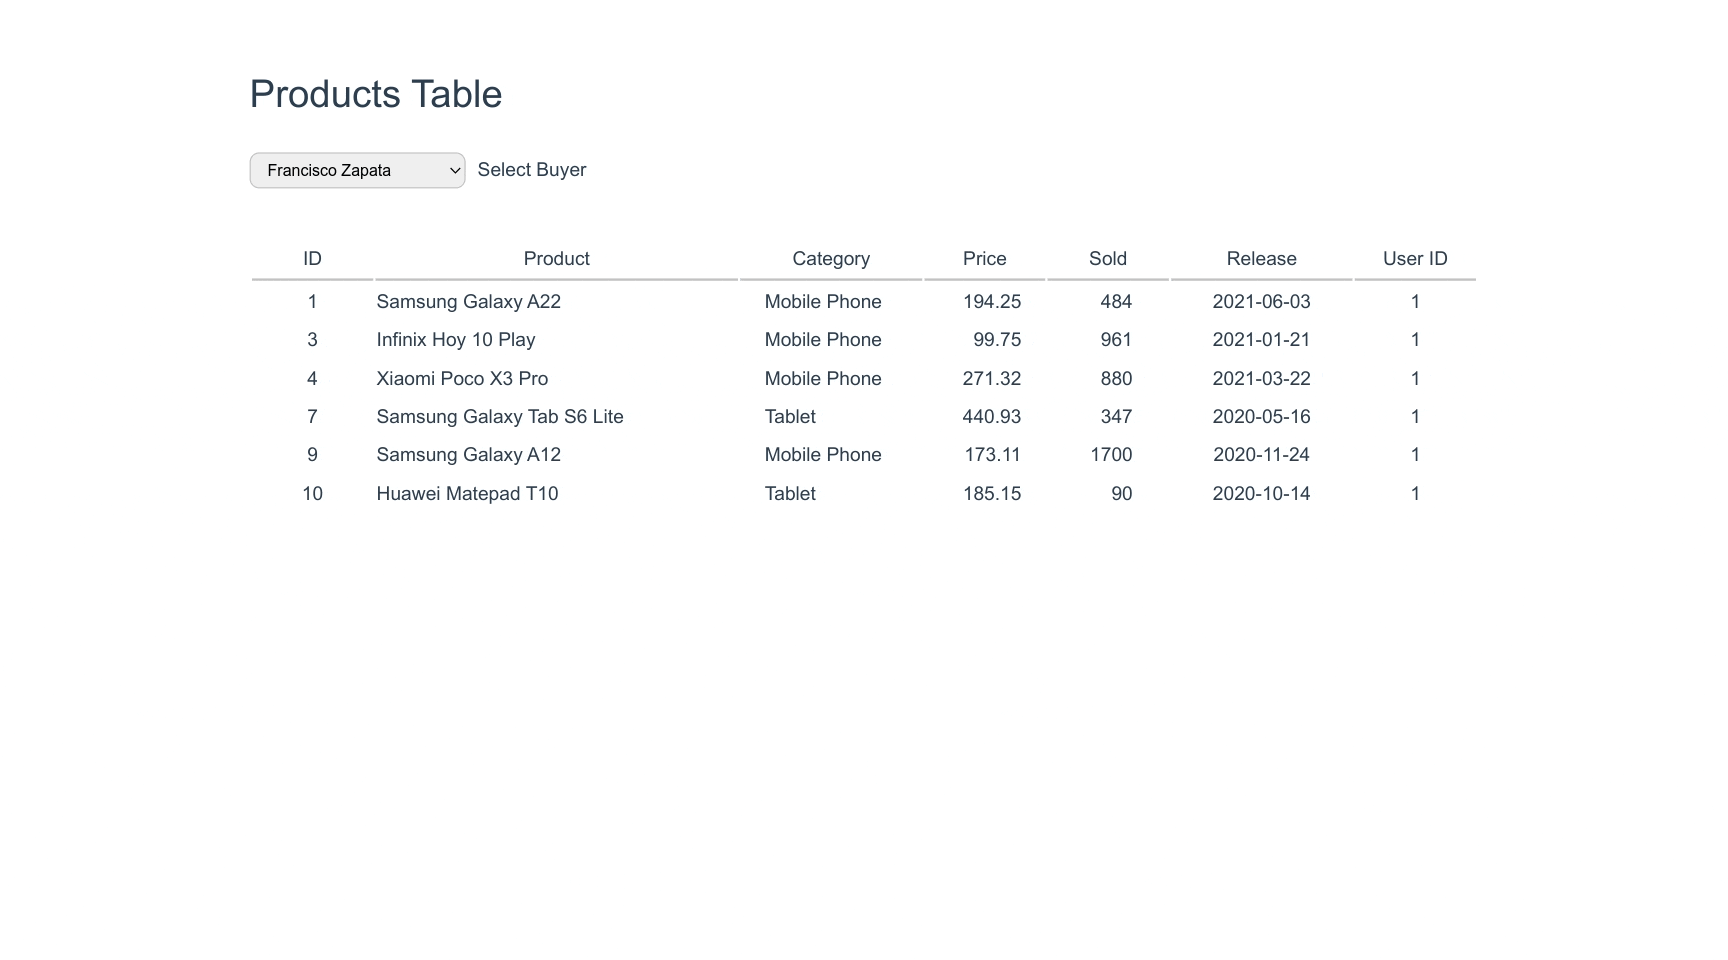 Products Table
Francisco Zapata Select Buyer
ID Product Category Price Sold Release User ID
1 Samsung Galaxy A22 Mobile Phone 194.25 484 2021-06-03 1
3 Infinix Hoy 10 Play Mobile Phone 99.75 961 2021-01-21 1
4 Xiaomi Poco X3 Pro Mobile Phone 271.32 880 2021-03-22 1
7 Samsung Galaxy Tab S6 Lite Tablet 440.93 347 2020-05-16 1
9 Samsung Galaxy A12 Mobile Phone 173.11 1700 2020-11-24 1
10 Huawei Matepad T10 Tablet 185.15 90 2020-10-14 1